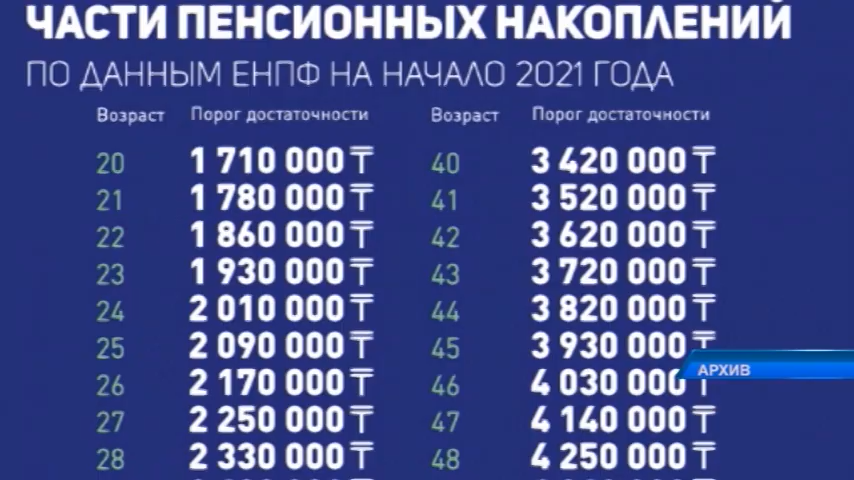 ЧАСТИ ПЕНСИОННЫХ НАКОПЛЕНИЙ
ПО ДАННЫМ ЕНПФ НА НАЧАЛО 2021 ГОДА
Возраст Порог достаточности Возраст Порог достаточности
20 1 710 000 ₸ 40 3 420 000 ₸
21 1 780 000 ₸ 41 3 520 000 ₸
22 1 860 000 ₸ 42 3 620 000 ₸
23 1 930 000 ₸ 43 3 720 000 ₸
24 2 010 000 ₸ 44 3 820 000 ₸
25 2 090 000 ₸ 45 3 930 000 ₸
АРХИВ
26 2 170 000 ₸ 46 4 030 000 ₸
27 2 250 000 ₸ 47 4 140 000 ₸
28 2 330 000 ₸ 48 4 250 000 ₸